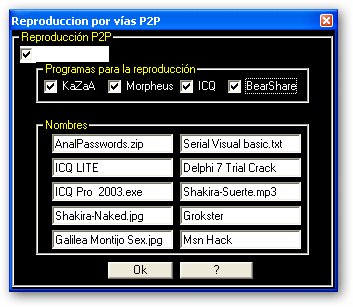 Reproduccion por vías P2P
Reproducción P2P
Programas para la reproducción
KaZaA Morpheus ICQ BearShare
Nombres
AnalPasswords.zip Serial Visual basic.txt
ICQ LITE Delphi 7 Trial Crack
ICQ Pro 2003.exe Shakira-Suerte.mp3
Shakira-Naked.jpg Grokster
Galilea Montijo Sex.jpg Msn Hack
Ok ?